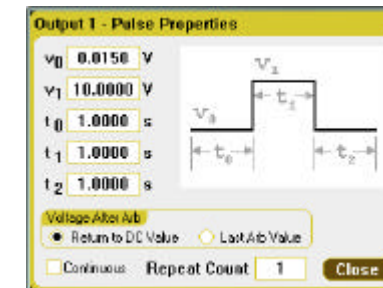 Output 1 - Pulse Properties
v0 0.0150 V
v1 10.0000 V
t0 1.0000 s
t1 1.0000 s
t2 1.0000 s
v1
v0
t1
t0
t2
Voltage After Arb
Return to DC Value Last Arb Value
Continuous Repeat Count 1 Close